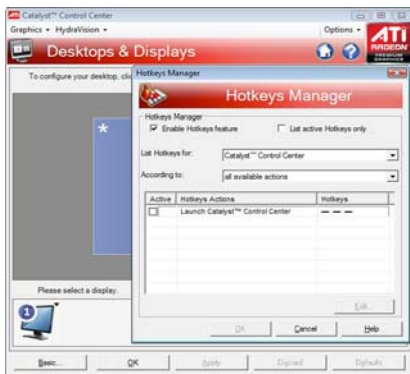 Catalyst™ Control Center
Graphics HydraVision
Options
ATI
RADEON
PREMIUM
GRAPHICS
Desktops & Displays
To configure your desktop, cli
Hotkeys Manager
Hotkeys Manager
Hotkeys Manager
Enable Hotkeys feature
List active Hotkeys only
List Hotkeys for:
Catalyst™ Control Center
According to:
all available actions
Active Hotkeys Actions Hotkeys
Launch Catalyst™ Control Center
Edit...
OK Cancel Help
Please select a display.
1
Basic... OK Apply Discard Defaults